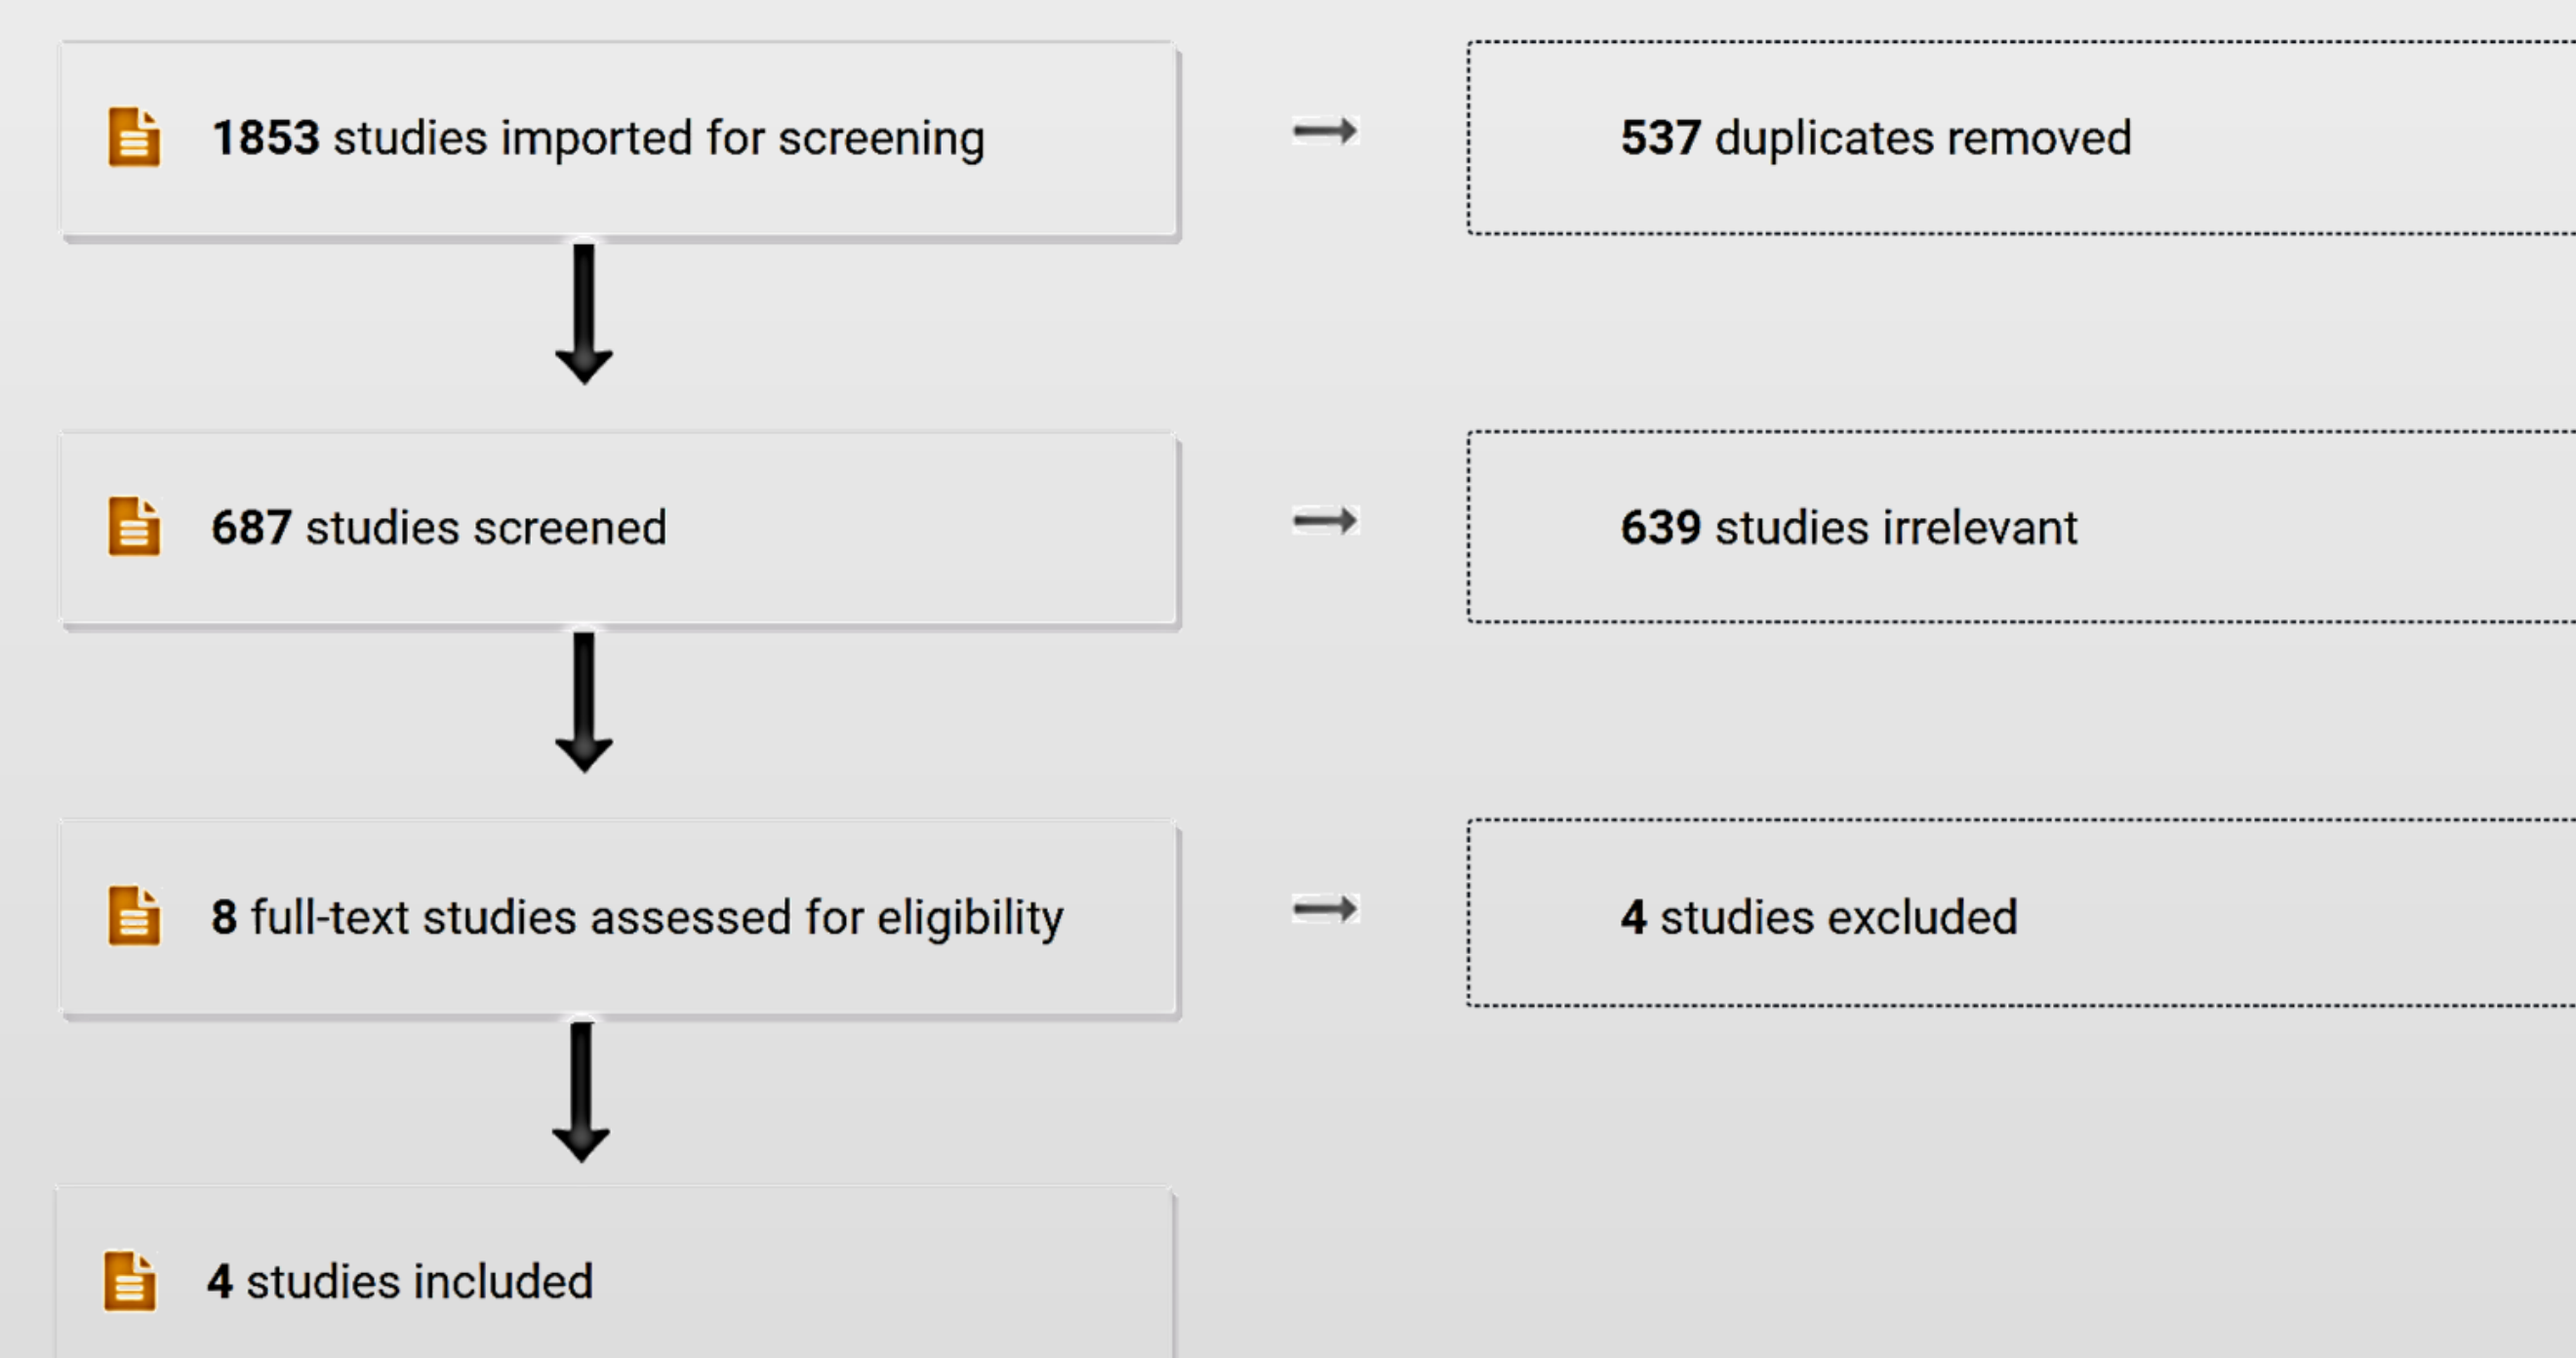 1853 studies imported for screening
537 duplicates removed
687 studies screened
639 studies irrelevant
8 full-text studies assessed for eligibility
4 studies excluded
4 studies included